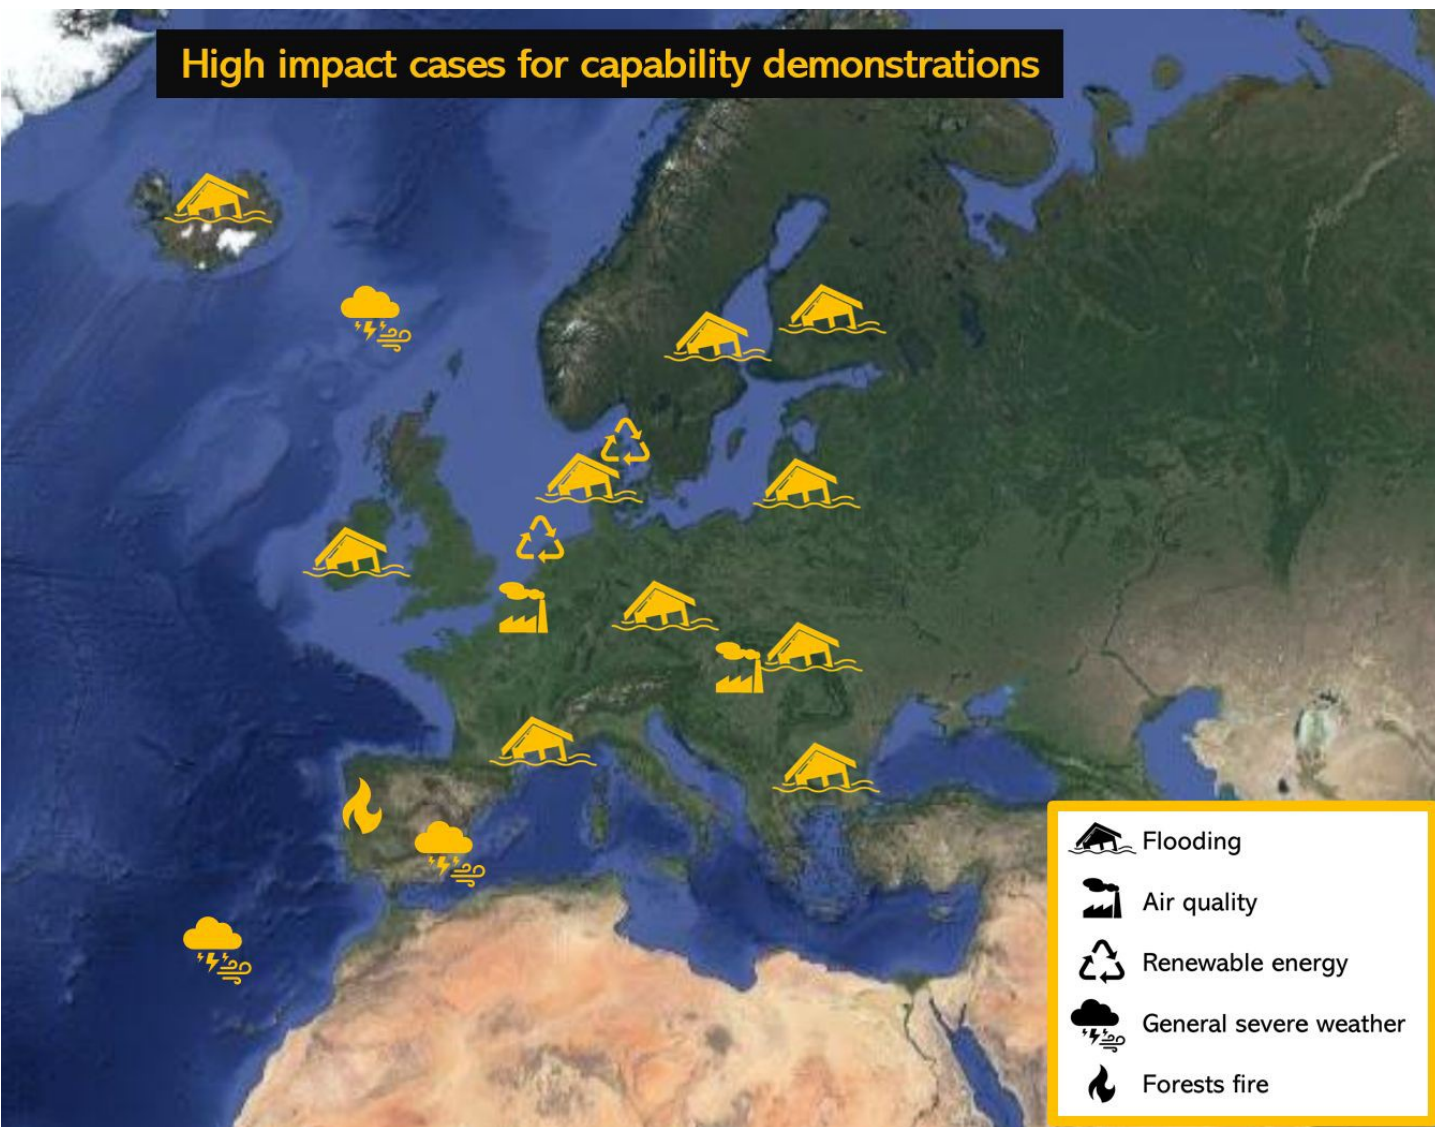 High impact cases for capability demonstrations
Flooding
Air quality
Renewable energy
General severe weather
Forests fire